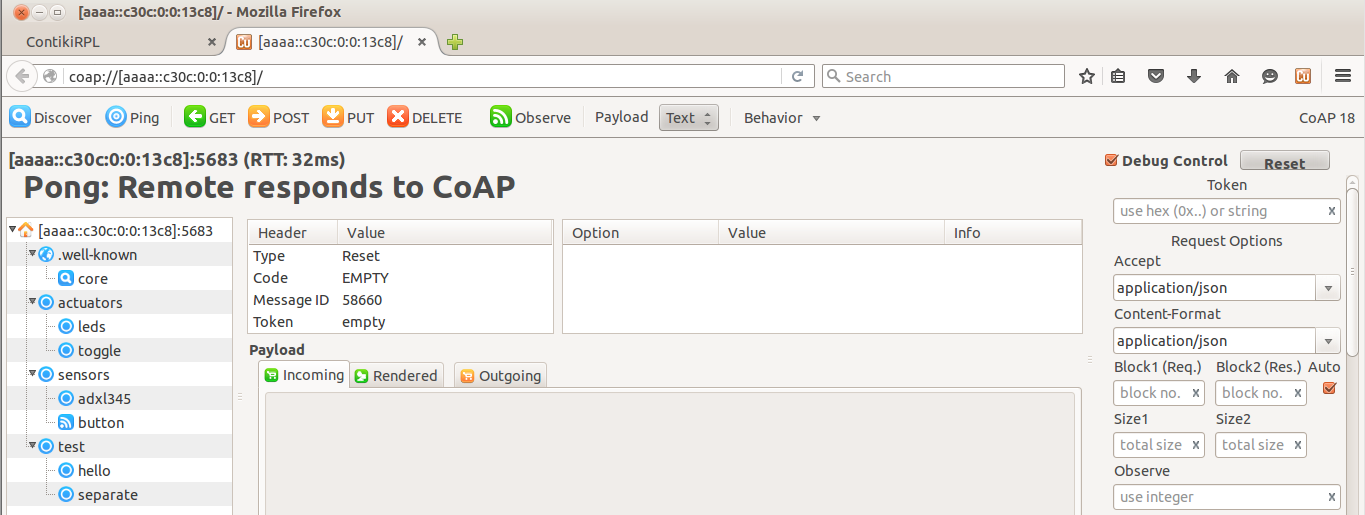 [aaaa::c30c:0:0:13c8]/ - Mozilla Firefox
ContikiRPL × Cu [aaaa::c30c:0:0:13c8]/ ×
coap://[aaaa::c30c:0:0:13c8]/ Search Cu
Discover Ping GET POST PUT DELETE Observe Payload Text Behavior CoAP 18
[aaaa::c30c:0:0:13c8]:5683 (RTT: 32ms)
Pong: Remote responds to CoAP
[aaaa::c30c:0:0:13c8]:5683
.well-known
core
actuators
leds
toggle
sensors
adxl345
button
test
hello
separate
Header Value
Type Reset
Code EMPTY
Message ID 58660
Token empty
Option Value Info
Payload
Incoming Rendered Outgoing
Debug Control Reset
Token
use hex (0x..) or string x
Request Options
Accept
application/json
Content-Format
application/json
Block1 (Req.) Block2 (Res.) Auto
block no. x block no. x
Size1 Size2
total size x total size x
Observe
use integer x